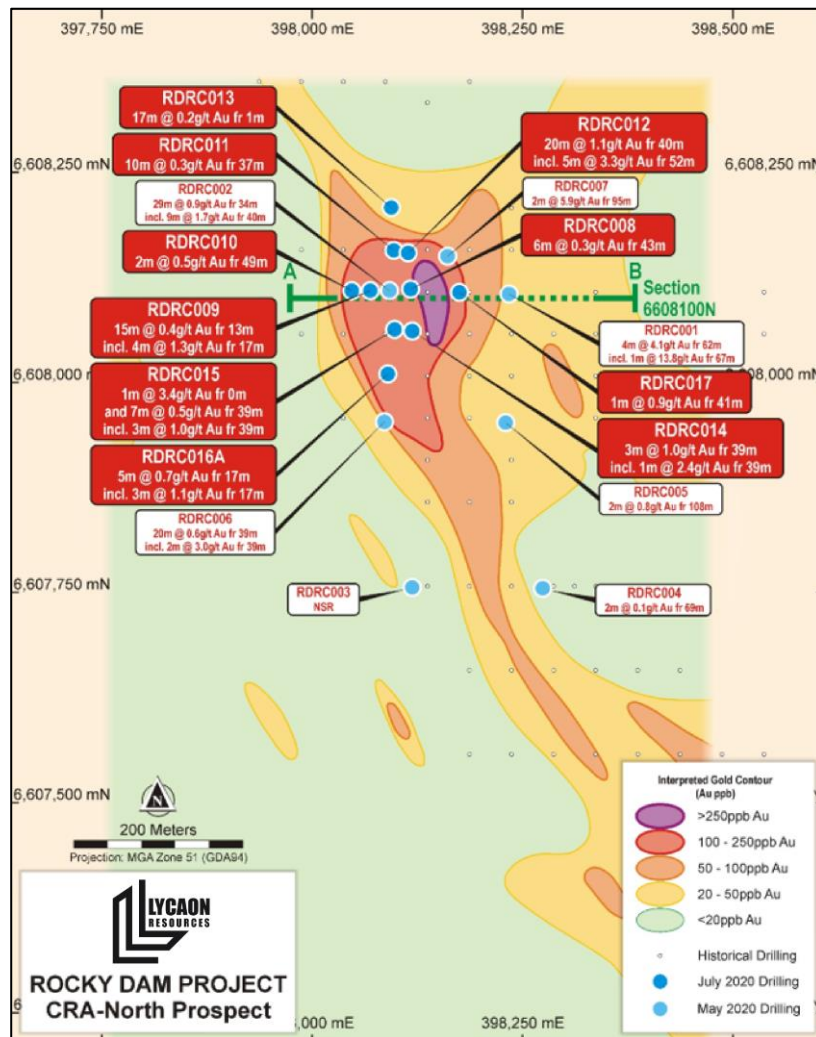 397,750 mE
398,000 mE
398,250 mE
398,500 mE
RDRC013
17m @ 0.2g/t Au fr 1m
RDRC012
20m @ 1.1g/t Au fr 40m
incl. 5m @ 3.3g/t Au fr 52m
RDRC011
10m @ 0.3g/t Au fr 37m
6,608,250 mN
6,608,250 mN
RDRC002
29m @ 0.9g/t Au fr 34m
incl. 9m @ 1.7g/t Au fr 40m
RDRC007
2m @ 5.9g/t Au fr 95m
RDRC010
2m @ 0.5g/t Au fr 49m
RDRC008
6m @ 0.3g/t Au fr 43m
A
B
Section
6608100N
RDRC009
15m @ 0.4g/t Au fr 13m
incl. 4m @ 1.3g/t Au fr 17m
RDRC001
4m @ 4.1g/t Au fr 62m
incl. 1m @ 13.8g/t Au fr 67m
6,608,000 mN
6,608,000 mN
RDRC015
1m @ 3.4g/t Au fr 0m
and 7m @ 0.5g/t Au fr 39m
incl. 3m @ 1.0g/t Au fr 39m
RDRC017
1m @ 0.9g/t Au fr 41m
RDRC014
3m @ 1.0g/t Au fr 39m
incl. 1m @ 2.4g/t Au fr 39m
RDRC016A
5m @ 0.7g/t Au fr 17m
incl. 3m @ 1.1g/t Au fr 17m
RDRC005
2m @ 0.8g/t Au fr 108m
RDRC006
20m @ 0.6g/t Au fr 39m
incl. 2m @ 3.0g/t Au fr 39m
6,607,750 mN
RDRC003
NSR
RDRC004
2m @ 0.1g/t Au fr 69m
6,607,500 mN
N
200 Meters
Projection: MGA Zone 51 (GDA94)
LYCAON
RESOURCES
ROCKY DAM PROJECT
CRA-North Prospect
Interpreted Gold Contour
(Au ppb)
>250ppb Au
100 - 250ppb Au
50 - 100ppb Au
20 - 50ppb Au
<20ppb Au
Historical Drilling
July 2020 Drilling
May 2020 Drilling
398,250 mE